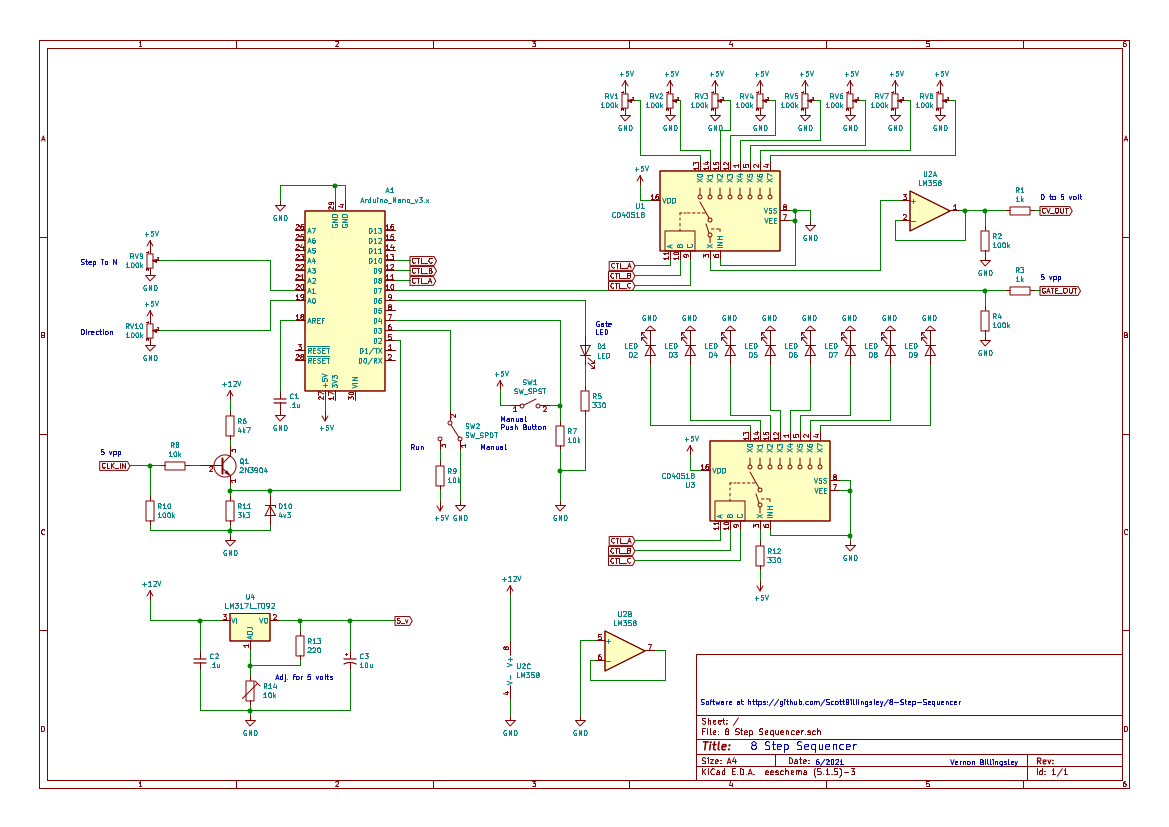 1 2 3 4 5 6
A
B
C
D
+5V +5V +5V +5V +5V +5V +5V +5V
RV1 RV2 RV3 RV4 RV5 RV6 RV7 RV8
100k 100k 100k 100k 100k 100k 100k 100k
GND GND GND GND GND GND GND GND
13 14 15 12 1 5 2 4
X0 X1 X2 X3 X4 X5 X6 X7
+5V
16 VDD
U1
CD4051B
VSS 8
VEE 7
GND
A B C X INH
11 10 9 3 6
CTL_A
CTL_B
CTL_C
U2A
LM358
3 +
2 -
1
R1
1k
0 to 5 volt
CV_OUT
R2
100k
GND
R3
1k
5 vpp
GATE_OUT
R4
100k
GND
A1
Arduino_Nano_v3.x
GND
29 4
GND GND
26 A7
25 A6
24 A5
23 A4
22 A3
21 A2
20 A1
19 A0
18 AREF
3 RESET
28 RESET
D13 16
D12 15
D11 14
D10 13
D9 12
D8 11
D7 10
D6 9
D5 8
D4 7
D3 6
D2 5
D1/TX 1
D0/RX 2
+5V 3V3 VIN
27 17 30
+5V
CTL_C
CTL_B
CTL_A
+5V
Step To N
RV9
100k
GND
+5V
Direction
RV10
100k
GND
C1
.1u
GND
+12V
R6
4k7
5 vpp
CLK_IN
R8
10k
Q1
2N3904
2 3 1
R10
100k
R11
3k3
D10
4v3
GND
SW2
SW_SPDT
2 3 1
Run
Manual
R9
10k
+5V GND
+5V
SW1
SW_SPST
1 2
Manual
Push Button
R7
10k
GND
Gate
LED
D1
LED
R5
330
GND GND GND GND GND GND GND GND
LED LED LED LED LED LED LED LED
D2 D3 D4 D5 D6 D7 D8 D9
13 14 15 12 1 5 2 4
X0 X1 X2 X3 X4 X5 X6 X7
+5V
16 VDD
CD4051B
U3
VSS 8
VEE 7
GND
A B C X INH
11 10 9 3 6
CTL_A
CTL_B
CTL_C
R12
330
+5V
+12V
U4
LM317L_TO92
3 VI VO 2
ADJ
1
5_v
C2
.1u
R13
220
C3
10u
Adj. for 5 volts
R14
10k
GND
+12V
8
V+
U2C
LM358
V-
4
GND
U2B
LM358
5 +
6 -
7
GND
Software at https://github.com/ScottBillingsley/8-Step-Sequencer
Sheet: /
File: 8 Step Sequencer.sch
Title: 8 Step Sequencer
Size: A4 Date: 6/2021 Vernon Billingsley Rev:
KiCad E.D.A. eeschema (5.1.5)-3 Id: 1/1
1 2 3 4 5 6
A
B
C
D